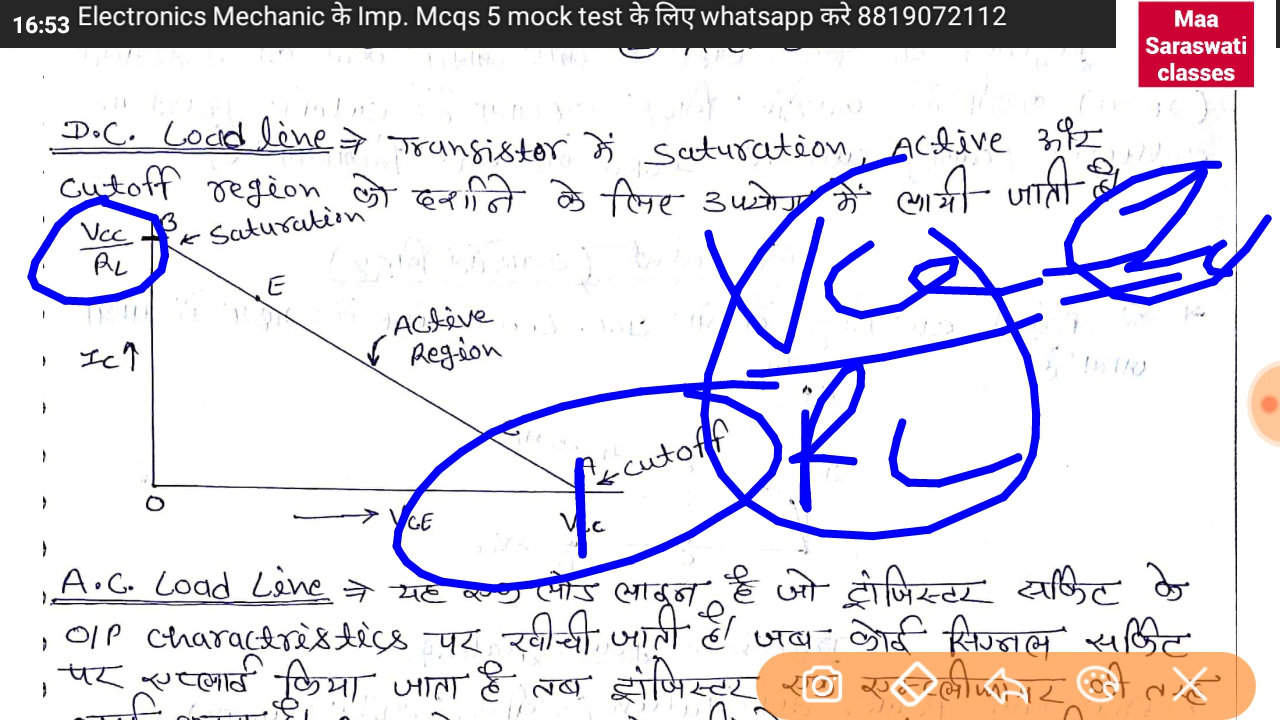 16:53
Electronics Mechanic के Imp. Mcqs 5 mock test के लिए whatsapp करे 8819072112
Maa
Saraswati
classes
D.C. Load line ⇒ Transistor में Saturation, Active और
cutoff region को दर्शाने के लिए उपयोग में लायी जाती है।
Vcc
RL
B
← Saturation
E
Active
Region
Ic↑
A
← cutoff
O
→ VCE
Vcc
VCC
RL
A.C. Load Line ⇒ यह एक लोड लाइन है जो ट्रांजिस्टर सर्किट के
O/P charactristics पर खीची जाती है। जब कोई सिग्नल सर्किट
पर सप्लाई किया जाता है तब ट्रांजिस्टर